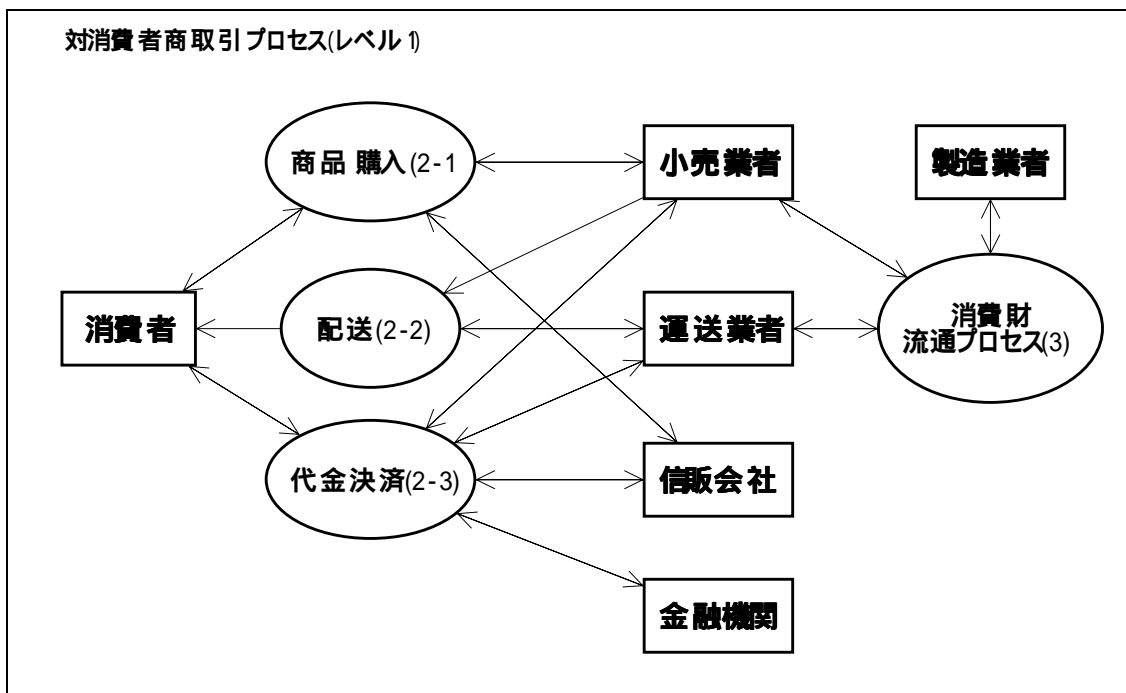 対消費者商取引プロセス(レベル1)
商品購入(2-1
小売業者
製造業者
消費者
配送(2-2)
運送業者
消費財
流通プロセス(3)
代金決済(2-3)
信販会社
金融機関